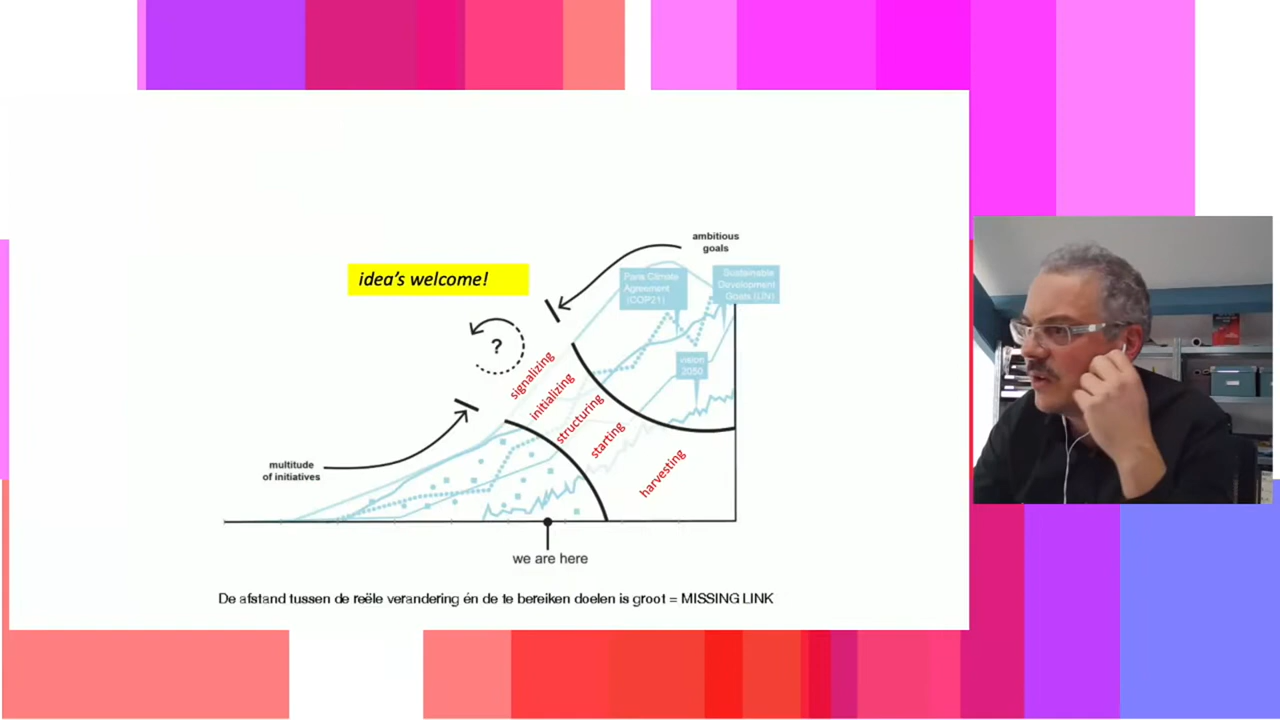 ambitious
goals
idea's welcome!
Paris Climate
Agreement
(COP21)
Sustainable
Development
Goals (UN)
?
vision
2050
signalizing
initializing
structuring
starting
harvesting
multitude
of initiatives
we are here
De afstand tussen de reële verandering én de te bereiken doelen is groot = MISSING LINK